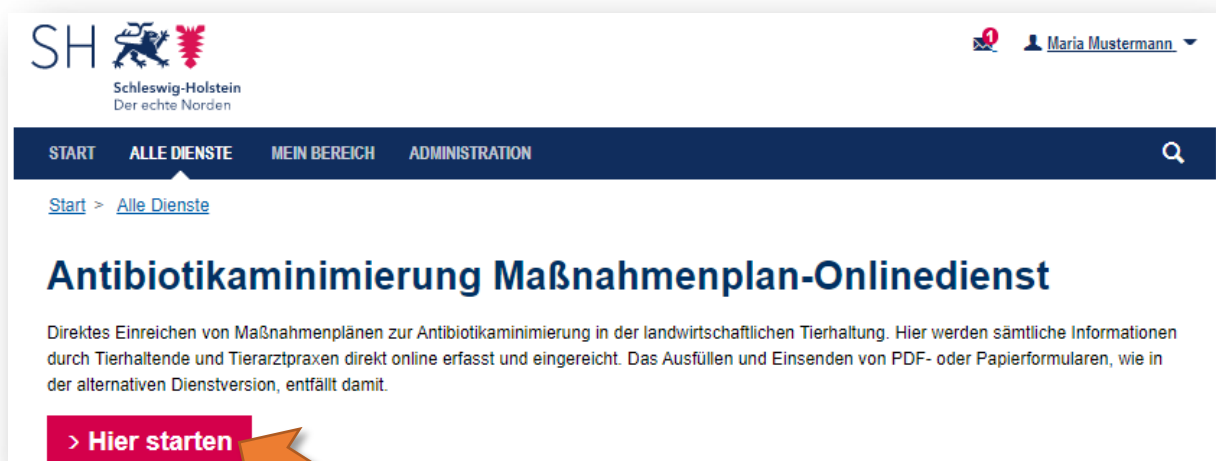 SH
Schleswig-Holstein
Der echte Norden
1
Maria Mustermann
START ALLE DIENSTE MEIN BEREICH ADMINISTRATION
Start > Alle Dienste
Antibiotikaminimierung Maßnahmenplan-Onlinedienst
Direktes Einreichen von Maßnahmenplänen zur Antibiotikaminimierung in der landwirtschaftlichen Tierhaltung. Hier werden sämtliche Informationen
durch Tierhaltende und Tierarztpraxen direkt online erfasst und eingereicht. Das Ausfüllen und Einsenden von PDF- oder Papierformularen, wie in
der alternativen Dienstversion, entfällt damit.
> Hier starten